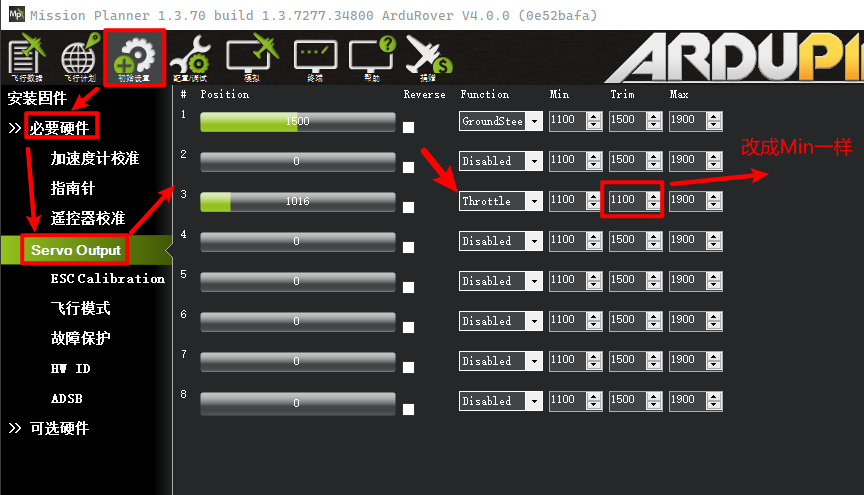 Mission Planner 1.3.70 build 1.3.7277.34800 ArduRover V4.0.0 (0e52bafa)
飞行数据 飞行计划 初始设置 配置/调试 模拟 终端 帮助 捐赠
ARDUPI
安装固件
>> 必要硬件
加速度计校准
指南针
遥控器校准
Servo Output
ESC Calibration
飞行模式
故障保护
HW ID
ADSB
>> 可选硬件
# Position Reverse Function Min Trim Max
1 1500 GroundStee 1100 1500 1900
2 0 Disabled 1100 1500 1900
3 1016 Throttle 1100 1100 1900
4 0 Disabled 1100 1500 1900
5 0 Disabled 1100 1500 1900
6 0 Disabled 1100 1500 1900
7 0 Disabled 1100 1500 1900
8 0 Disabled 1100 1500 1900
改成Min一样